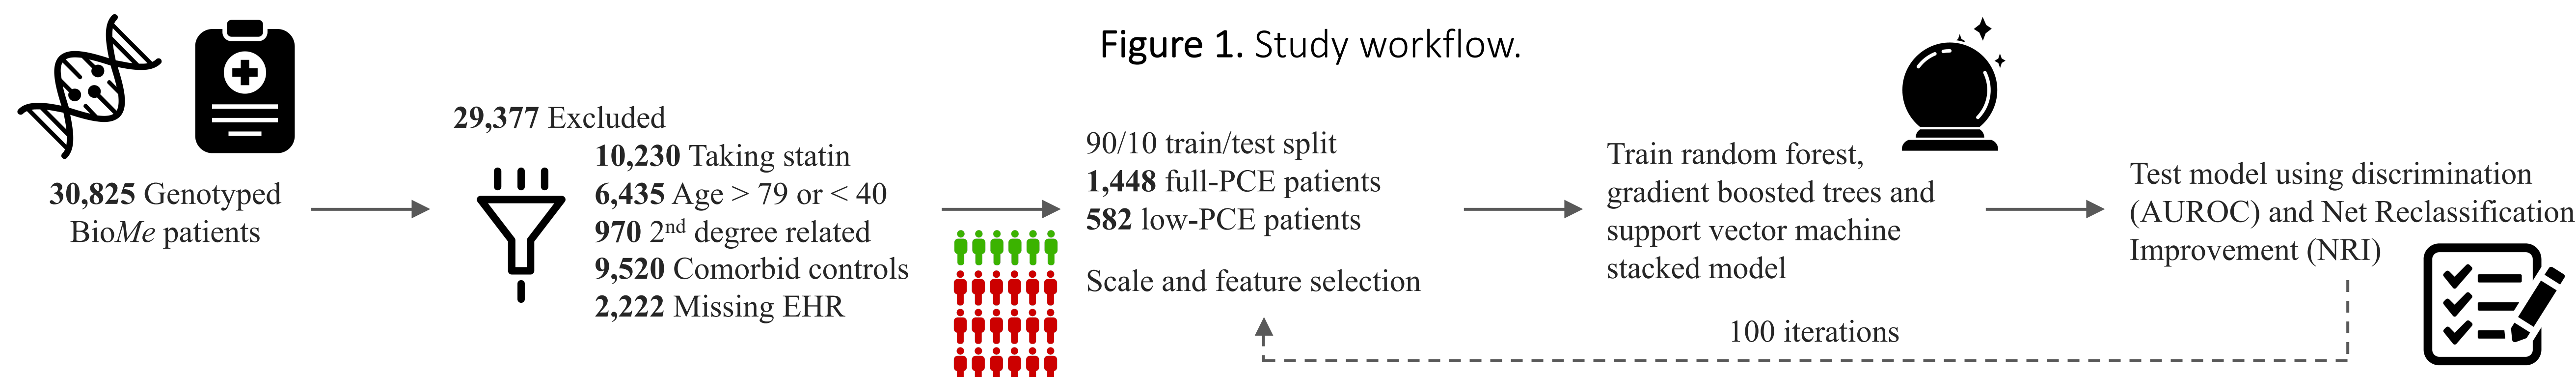 Figure 1. Study workflow.
30,825 Genotyped
BioMe patients
29,377 Excluded
10,230 Taking statin
6,435 Age > 79 or < 40
970 2nd degree related
9,520 Comorbid controls
2,222 Missing EHR
90/10 train/test split
1,448 full-PCE patients
582 low-PCE patients
Scale and feature selection
Train random forest,
gradient boosted trees and
support vector machine
stacked model
Test model using discrimination
(AUROC) and Net Reclassification
Improvement (NRI)
100 iterations